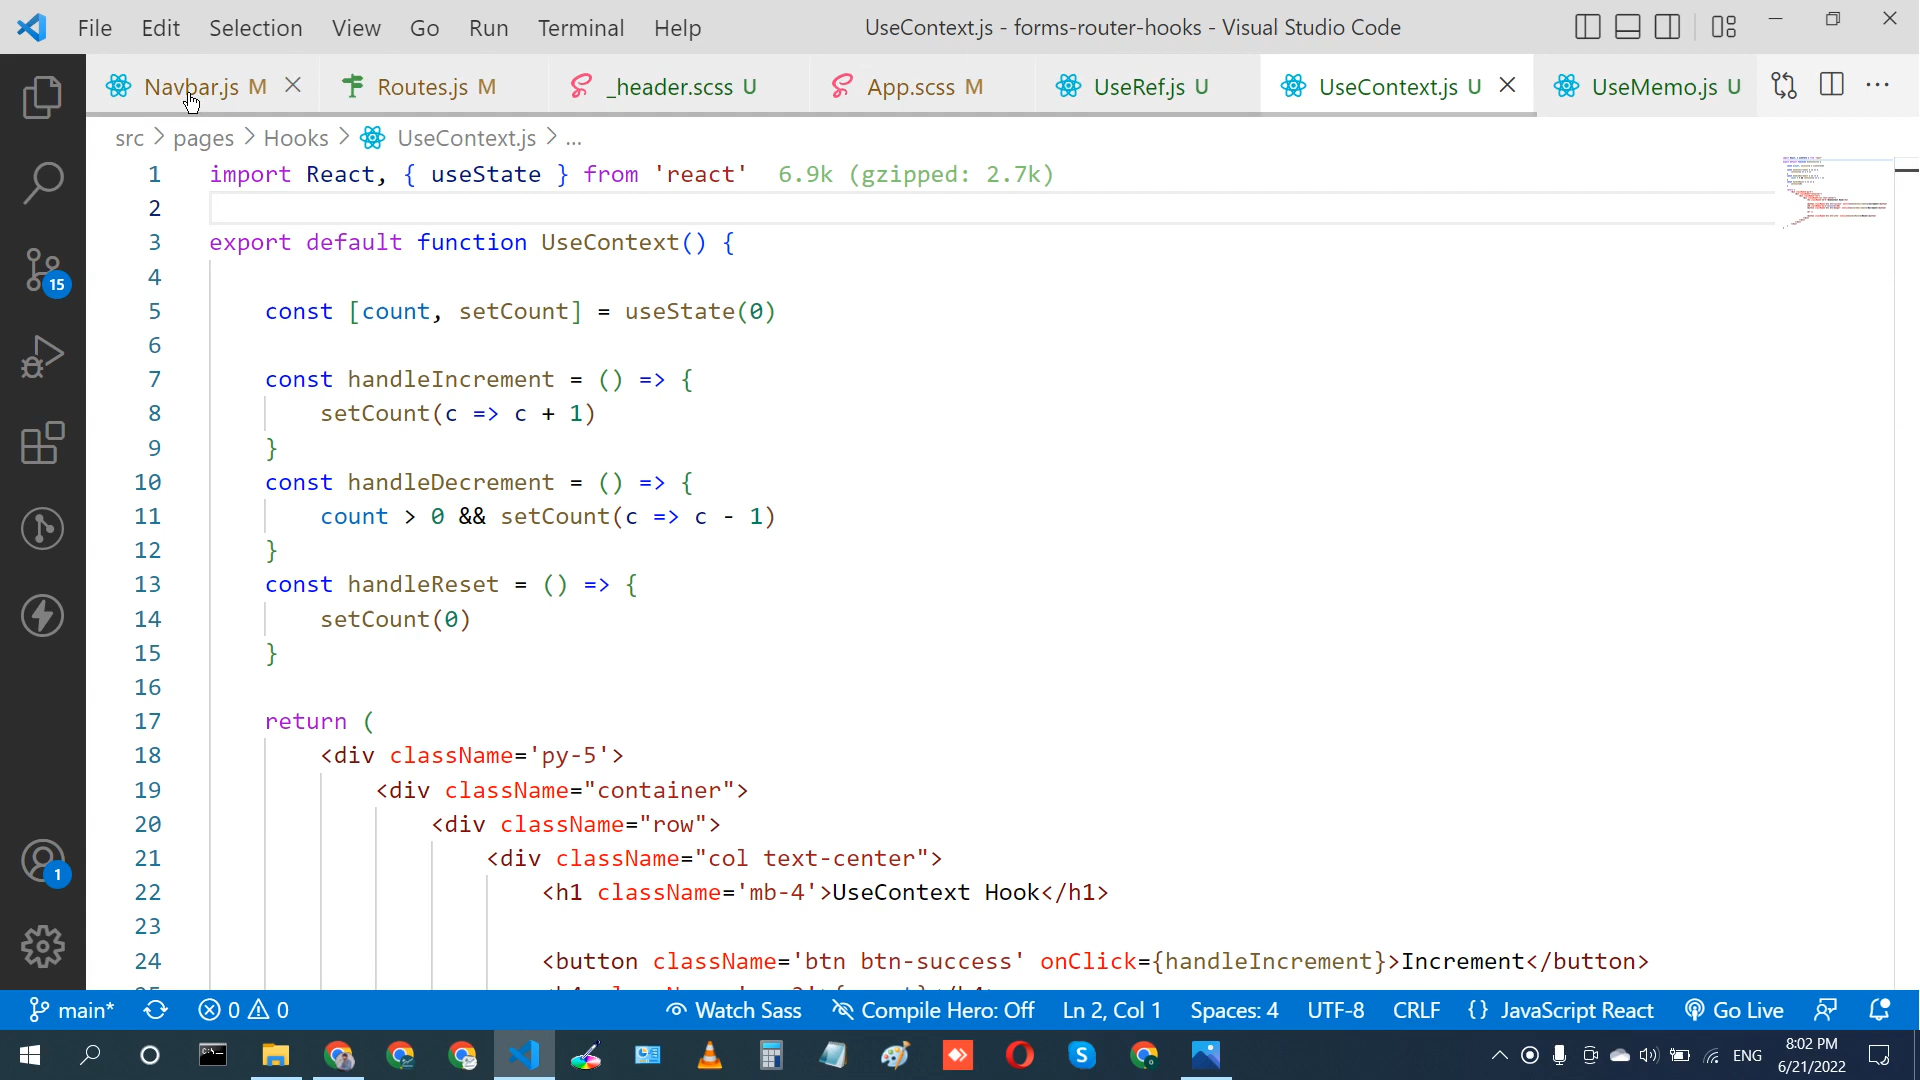 File Edit Selection View Go Run Terminal Help UseContext.js - forms-router-hooks - Visual Studio Code
Navbar.js M Routes.js M _header.scss U App.scss M UseRef.js U UseContext.js U UseMemo.js U
src > pages > Hooks > UseContext.js > ...
1 import React, { useState } from 'react' 6.9k (gzipped: 2.7k)
2
3 export default function UseContext() {
4
5 const [count, setCount] = useState(0)
6
7 const handleIncrement = () => {
8 setCount(c => c + 1)
9 }
10 const handleDecrement = () => {
11 count > 0 && setCount(c => c - 1)
12 }
13 const handleReset = () => {
14 setCount(0)
15 }
16
17 return (
18 <div className='py-5'>
19 <div className="container">
20 <div className="row">
21 <div className="col text-center">
22 <h1 className='mb-4'>UseContext Hook</h1>
23
24 <button className='btn btn-success' onClick={handleIncrement}>Increment</button>
15
1
main* 0 0 Watch Sass Compile Hero: Off Ln 2, Col 1 Spaces: 4 UTF-8 CRLF {} JavaScript React Go Live
ENG 8:02 PM
6/21/2022